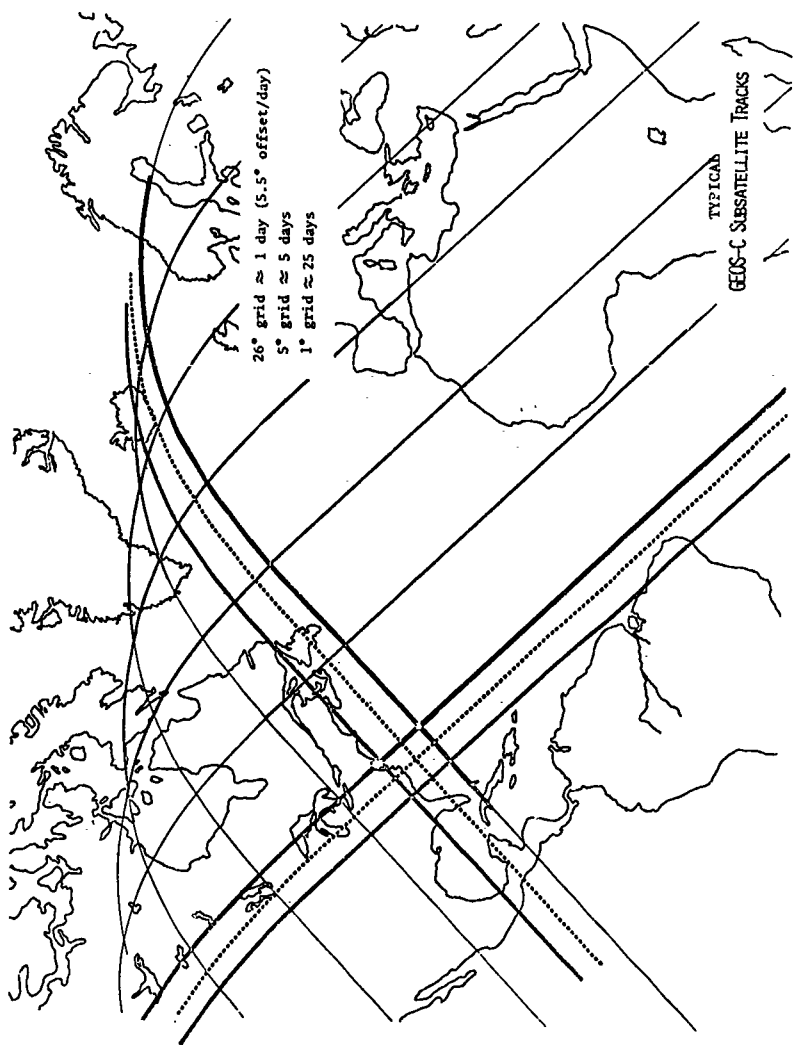 26° grid ≈ 1 day (5.5° offset/day)
5° grid ≈ 5 days
1° grid ≈ 25 days
TYPICAL
GEOS-C SUBSATELLITE TRACKS